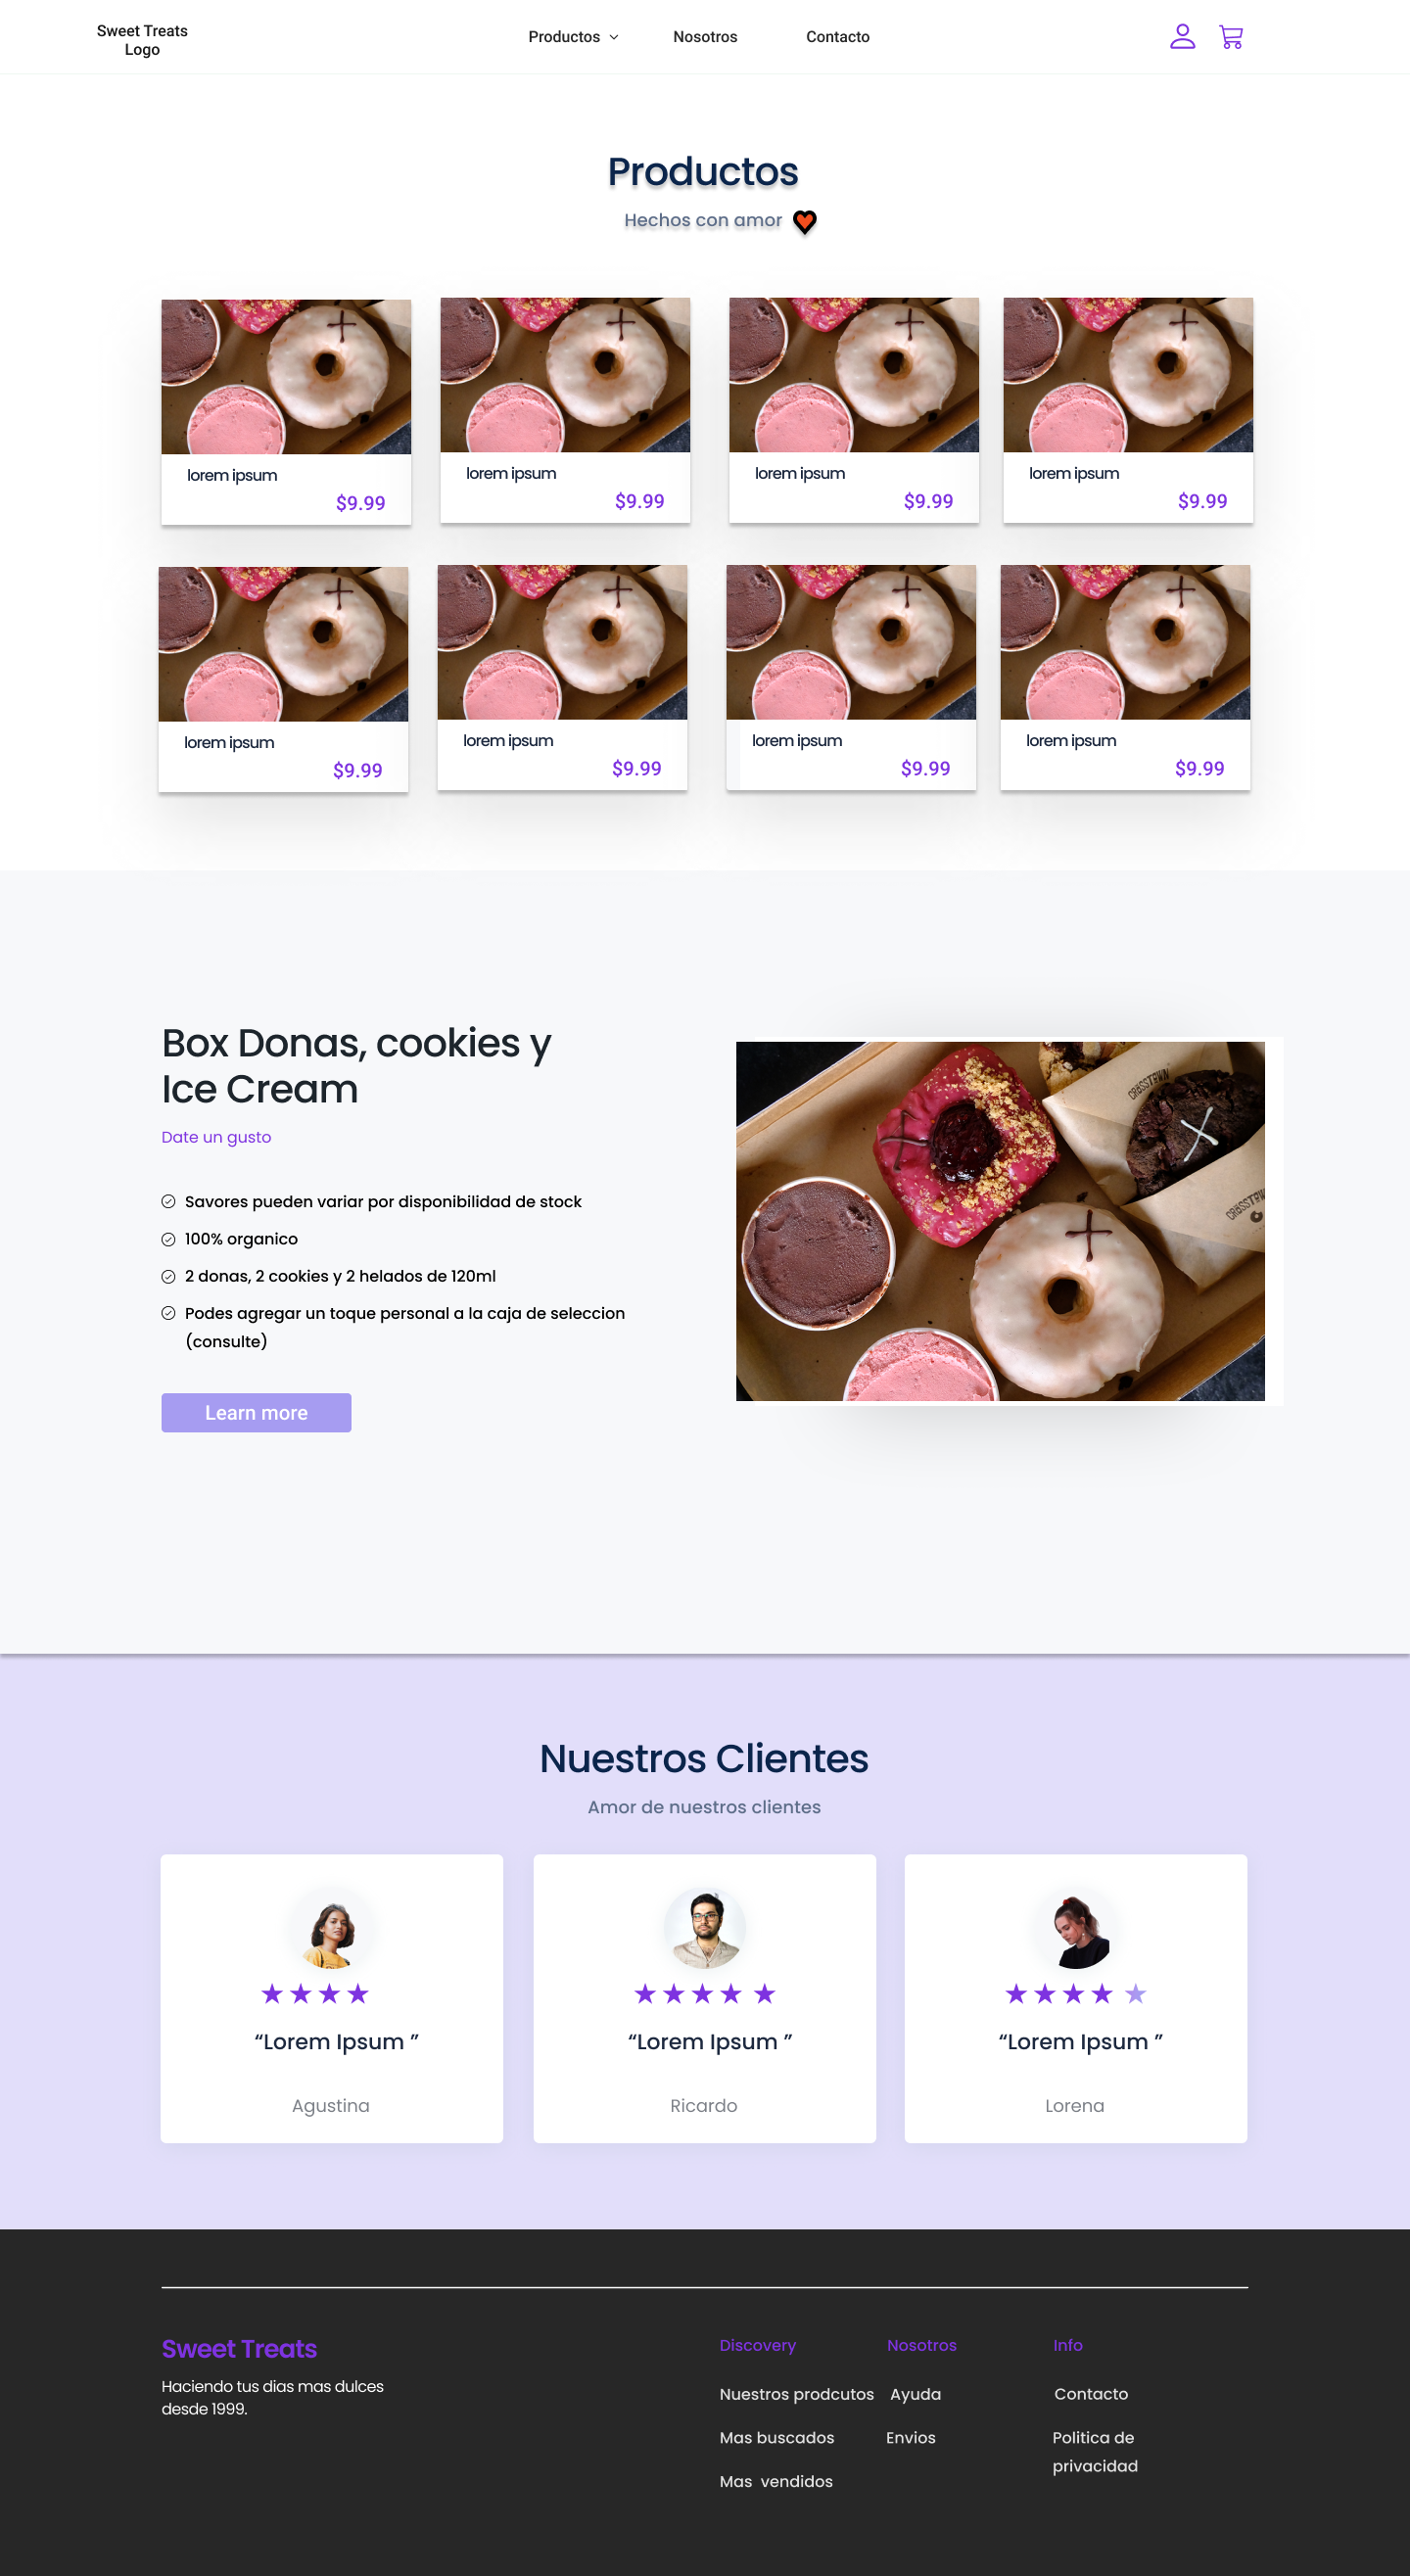 Sweet Treats
Logo
Productos
Nosotros
Contacto
Productos
Hechos con amor
lorem ipsum
$9.99
lorem ipsum
$9.99
lorem ipsum
$9.99
lorem ipsum
$9.99
lorem ipsum
$9.99
lorem ipsum
$9.99
lorem ipsum
$9.99
lorem ipsum
$9.99
Box Donas, cookies y
Ice Cream
Date un gusto
Savores pueden variar por disponibilidad de stock
100% organico
2 donas, 2 cookies y 2 helados de 120ml
Podes agregar un toque personal a la caja de seleccion
(consulte)
Learn more
CROSSTOWN
CROSSTOWN
Nuestros Clientes
Amor de nuestros clientes
“Lorem Ipsum ”
Agustina
“Lorem Ipsum ”
Ricardo
“Lorem Ipsum ”
Lorena
Sweet Treats
Haciendo tus dias mas dulces
desde 1999.
Discovery
Nuestros prodcutos
Mas buscados
Mas  vendidos
Nosotros
Ayuda
Envios
Info
Contacto
Politica de
privacidad